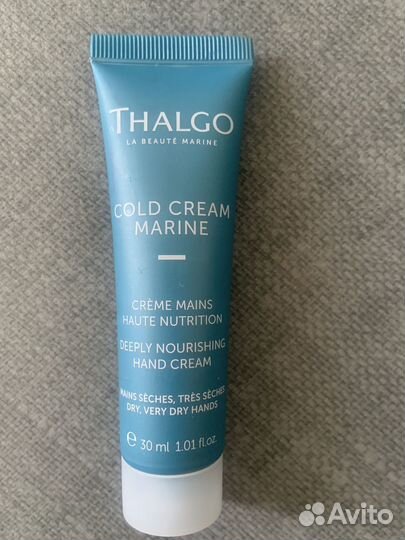 THALGO
LA BEAUTÉ MARINE
COLD CREAM
MARINE
CRÈME MAINS
HAUTE NUTRITION
DEEPLY NOURISHING
HAND CREAM
MAINS SÈCHES, TRÈS SÈCHES
DRY, VERY DRY HANDS
e 30 ml 1.01 fl.oz.
Avito